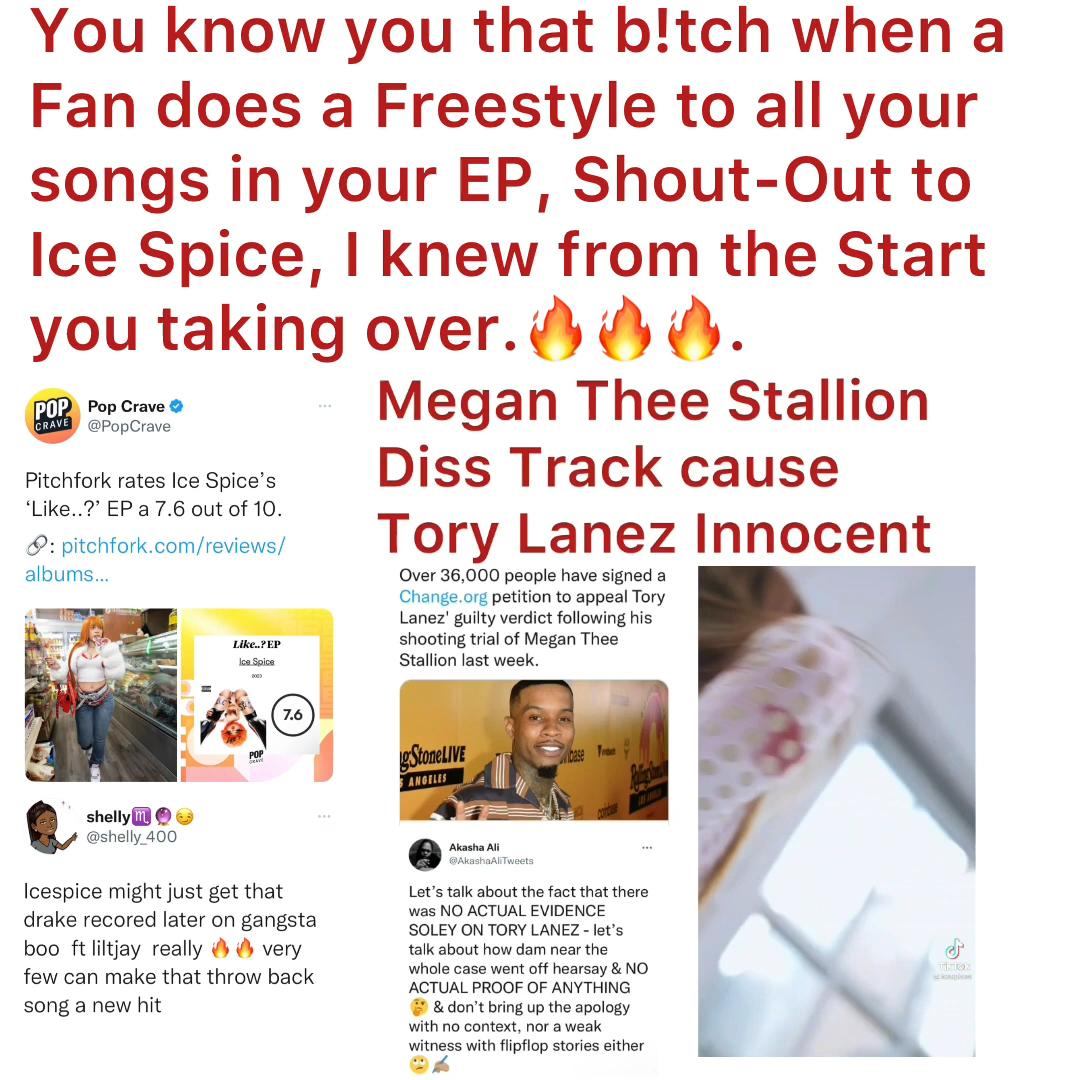 You know you that b!tch when a
Fan does a Freestyle to all your
songs in your EP, Shout-Out to
Ice Spice, I knew from the Start
you taking over.🔥🔥🔥.
POP
CRAVE
Pop Crave
@PopCrave
Pitchfork rates Ice Spice’s
‘Like..?’ EP a 7.6 out of 10.
🔗: pitchfork.com/reviews/
albums...
Like..? EP
Ice Spice
2023
7.6
POP
CRAVE
shelly♏🔮😏
@shelly_400
Icespice might just get that
drake recored later on gangsta
boo ft liltjay really 🔥🔥 very
few can make that throw back
song a new hit
Megan Thee Stallion
Diss Track cause
Tory Lanez Innocent
Over 36,000 people have signed a
Change.org petition to appeal Tory
Lanez' guilty verdict following his
shooting trial of Megan Thee
Stallion last week.
gStoneLIVE
ANGELES
RollingStone
coinbase
Akasha Ali
@AkashaAliTweets
Let’s talk about the fact that there
was NO ACTUAL EVIDENCE
SOLEY ON TORY LANEZ - let’s
talk about how dam near the
whole case went off hearsay & NO
ACTUAL PROOF OF ANYTHING
🤔 & don’t bring up the apology
with no context, nor a weak
witness with flipflop stories either
🙄✍🏼
TikTok